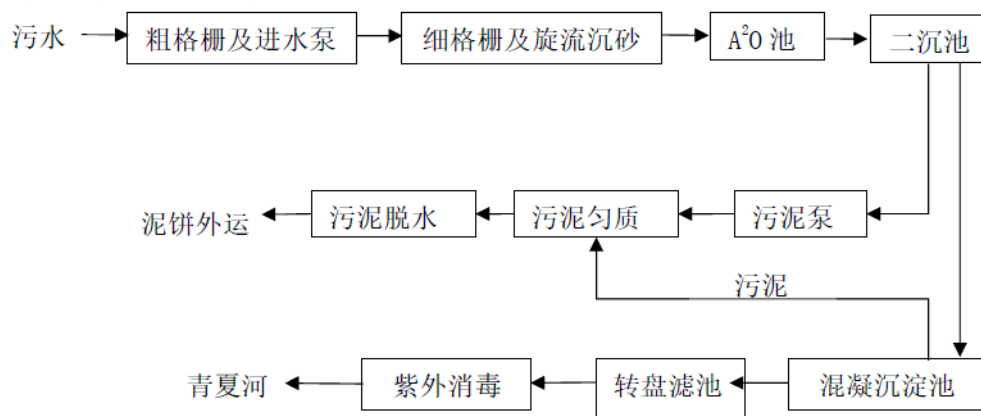 污水
粗格栅及进水泵
细格栅及旋流沉砂
A²O 池
二沉池
泥饼外运
污泥脱水
污泥匀质
污泥泵
污泥
青夏河
紫外消毒
转盘滤池
混凝沉淀池